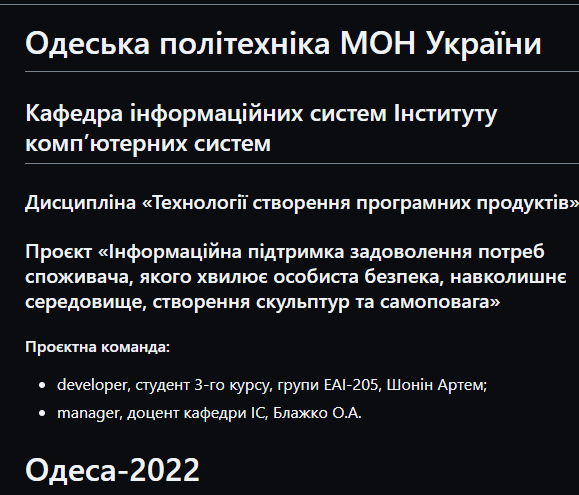 Одеська політехніка МОН України
Кафедра інформаційних систем Інституту
комп’ютерних систем
Дисципліна «Технології створення програмних продуктів»
Проєкт «Інформаційна підтримка задоволення потреб
споживача, якого хвилює особиста безпека, навколишнє
середовище, створення скульптур та самоповага»
Проєктна команда:
developer, студент 3-го курсу, групи ЕАІ-205, Шонін Артем;
manager, доцент кафедри ІС, Блажко О.А.
Одеса-2022